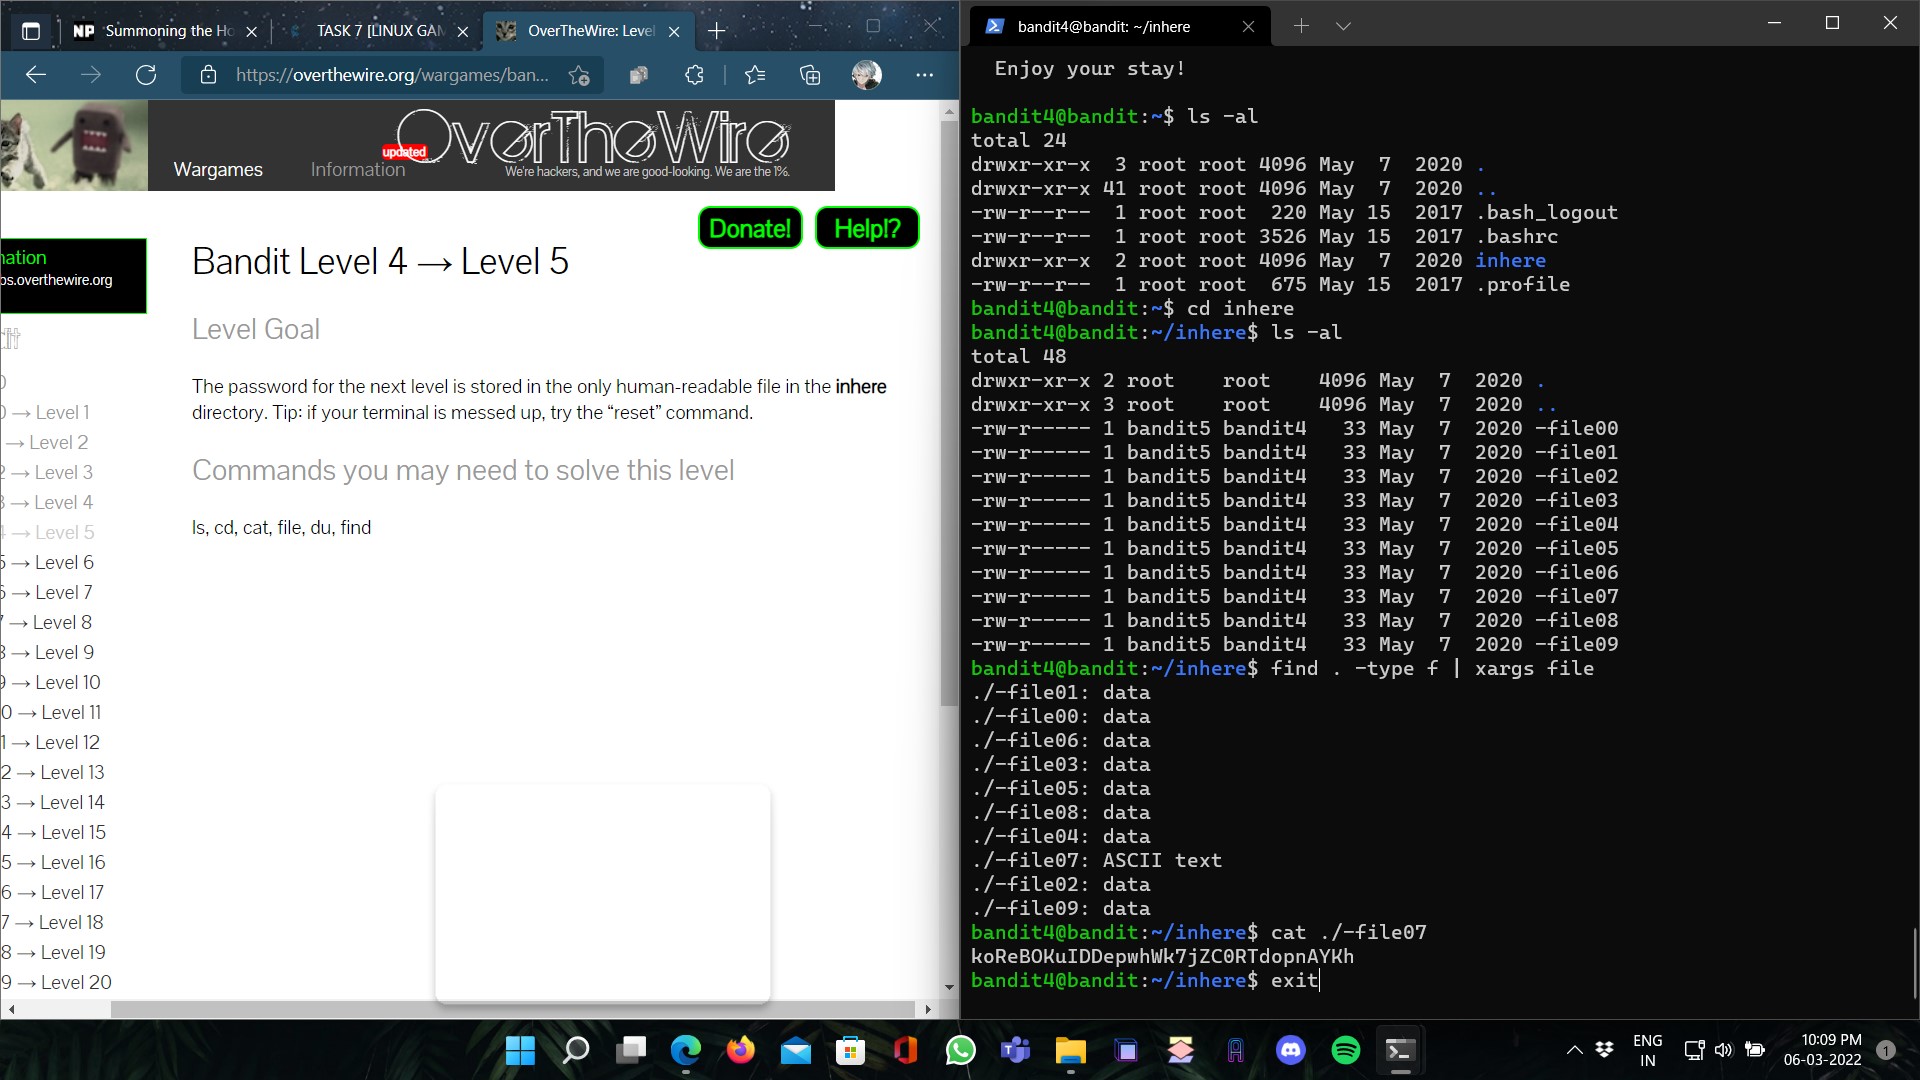 Summoning the Ho
TASK 7 [LINUX GAM
OverTheWire: Level
https://overthewire.org/wargames/ban...
updated
OverTheWire
We're hackers, and we are good-looking. We are the 1%.
Wargames
Information
Donate!
Help!?
mation
os.overthewire.org
Bandit Level 4 → Level 5
Level Goal
The password for the next level is stored in the only human-readable file in the inhere
directory. Tip: if your terminal is messed up, try the “reset” command.
Commands you may need to solve this level
ls, cd, cat, file, du, find
0
0 → Level 1
→ Level 2
2 → Level 3
3 → Level 4
4 → Level 5
5 → Level 6
6 → Level 7
7 → Level 8
8 → Level 9
9 → Level 10
0 → Level 11
1 → Level 12
2 → Level 13
3 → Level 14
4 → Level 15
5 → Level 16
6 → Level 17
7 → Level 18
8 → Level 19
9 → Level 20
bandit4@bandit: ~/inhere
Enjoy your stay!
bandit4@bandit:~$ ls -al
total 24
drwxr-xr-x  3 root root 4096 May  7  2020 .
drwxr-xr-x 41 root root 4096 May  7  2020 ..
-rw-r--r--  1 root root  220 May 15  2017 .bash_logout
-rw-r--r--  1 root root 3526 May 15  2017 .bashrc
drwxr-xr-x  2 root root 4096 May  7  2020 inhere
-rw-r--r--  1 root root  675 May 15  2017 .profile
bandit4@bandit:~$ cd inhere
bandit4@bandit:~/inhere$ ls -al
total 48
drwxr-xr-x 2 root    root    4096 May  7  2020 .
drwxr-xr-x 3 root    root    4096 May  7  2020 ..
-rw-r----- 1 bandit5 bandit4   33 May  7  2020 -file00
-rw-r----- 1 bandit5 bandit4   33 May  7  2020 -file01
-rw-r----- 1 bandit5 bandit4   33 May  7  2020 -file02
-rw-r----- 1 bandit5 bandit4   33 May  7  2020 -file03
-rw-r----- 1 bandit5 bandit4   33 May  7  2020 -file04
-rw-r----- 1 bandit5 bandit4   33 May  7  2020 -file05
-rw-r----- 1 bandit5 bandit4   33 May  7  2020 -file06
-rw-r----- 1 bandit5 bandit4   33 May  7  2020 -file07
-rw-r----- 1 bandit5 bandit4   33 May  7  2020 -file08
-rw-r----- 1 bandit5 bandit4   33 May  7  2020 -file09
bandit4@bandit:~/inhere$ find . -type f | xargs file
./-file01: data
./-file00: data
./-file06: data
./-file03: data
./-file05: data
./-file08: data
./-file04: data
./-file07: ASCII text
./-file02: data
./-file09: data
bandit4@bandit:~/inhere$ cat ./-file07
koReBOKuIDDepwhWk7jZC0RTdopnAYKh
bandit4@bandit:~/inhere$ exit
ENG
IN
10:09 PM
06-03-2022
1